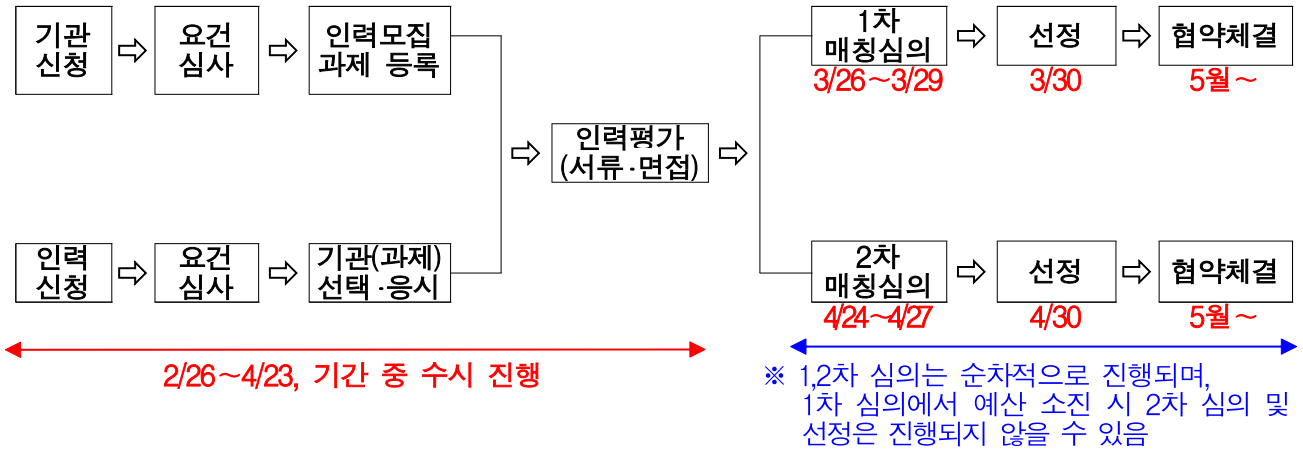 기관
신청
요건
심사
인력모집
과제 등록
인력
신청
요건
심사
기관(과제)
선택·응시
2/26~4/23, 기간 중 수시 진행
인력평가
(서류·면접)
1차
매칭심의
3/26~3/29
선정
3/30
협약체결
5월~
2차
매칭심의
4/24~4/27
선정
4/30
협약체결
5월~
※ 1,2차 심의는 순차적으로 진행되며,
1차 심의에서 예산 소진 시 2차 심의 및
선정은 진행되지 않을 수 있음